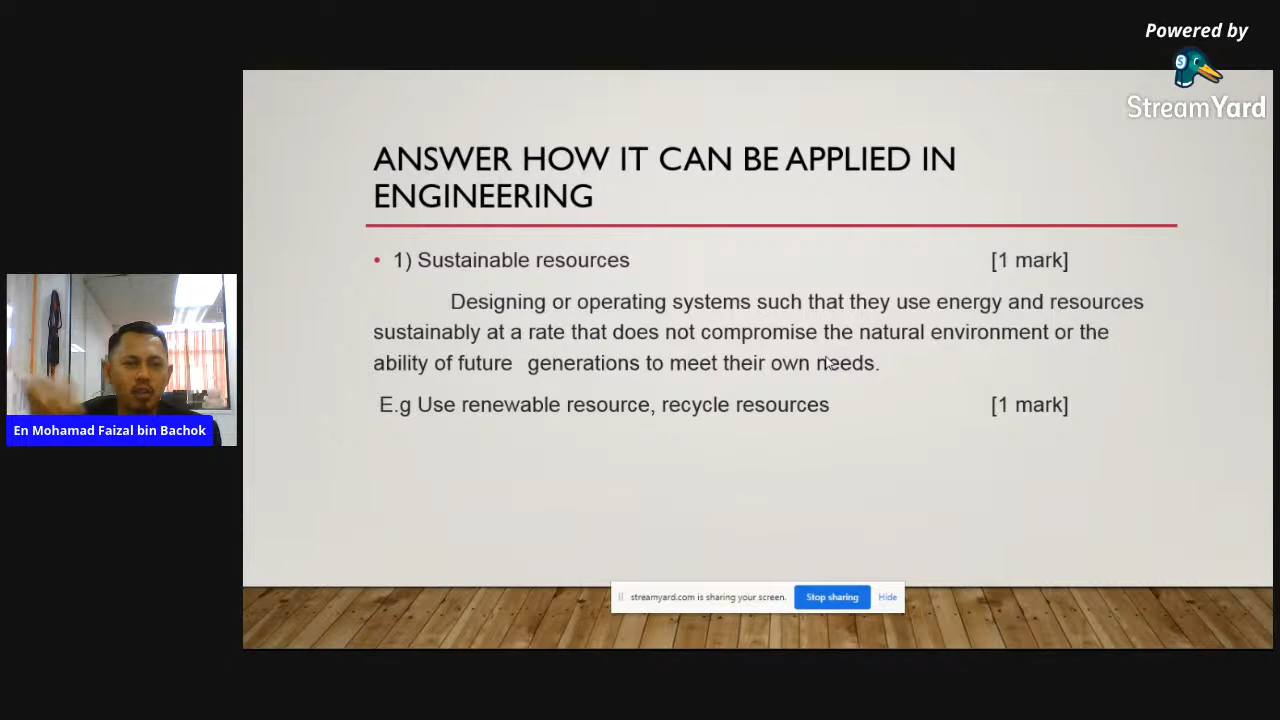 Powered by
StreamYard
ANSWER HOW IT CAN BE APPLIED IN
ENGINEERING
• 1) Sustainable resources [1 mark]
Designing or operating systems such that they use energy and resources
sustainably at a rate that does not compromise the natural environment or the
ability of future generations to meet their own needs.
E.g Use renewable resource, recycle resources [1 mark]
En Mohamad Faizal bin Bachok
streamyard.com is sharing your screen. Stop sharing Hide